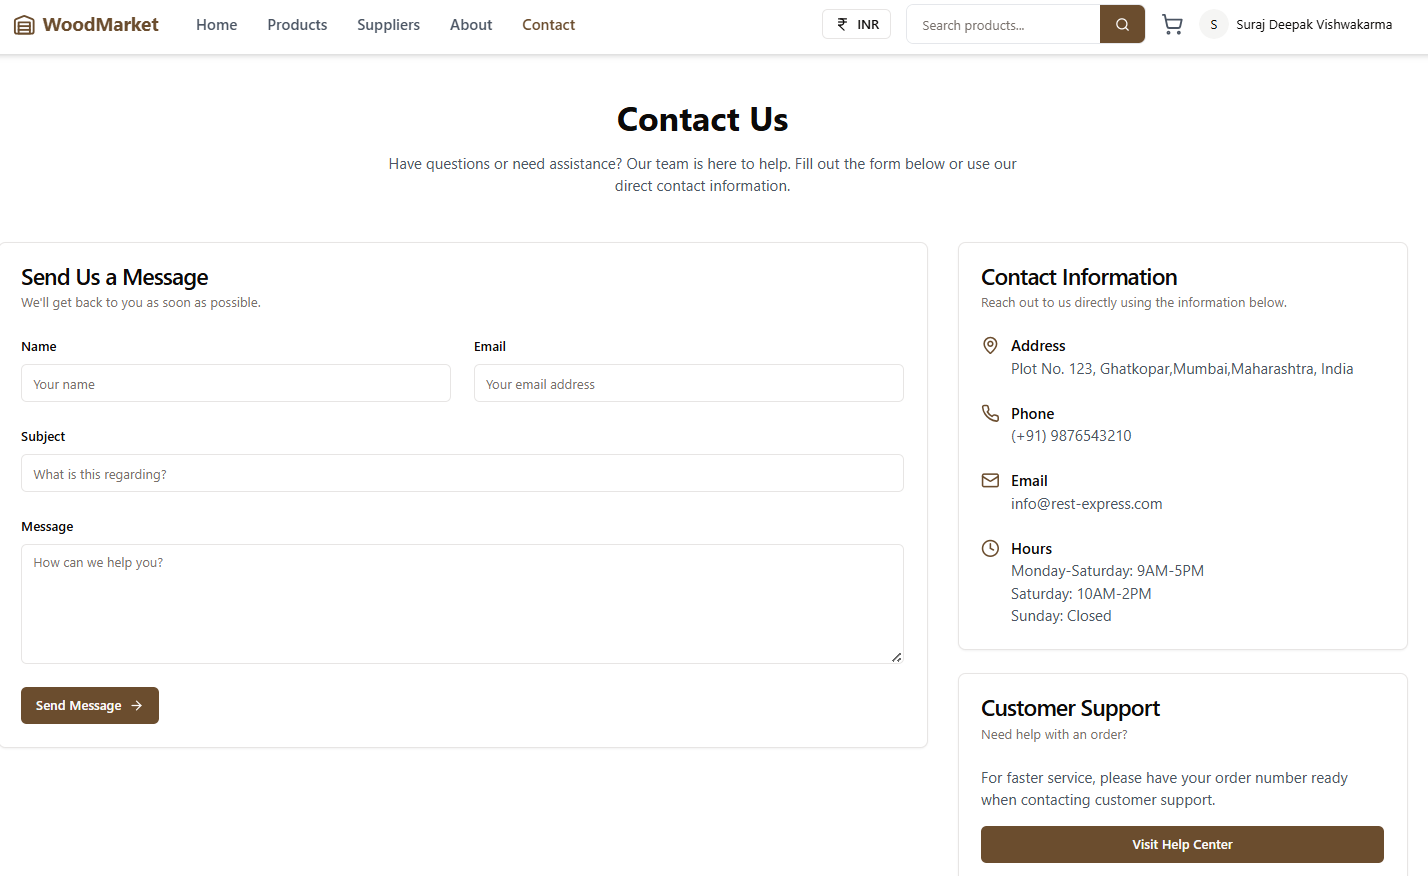 WoodMarket
Home
Products
Suppliers
About
Contact
₹ INR
Search products...
S
Suraj Deepak Vishwakarma
Contact Us
Have questions or need assistance? Our team is here to help. Fill out the form below or use our
direct contact information.
Send Us a Message
We'll get back to you as soon as possible.
Name
Email
Your name
Your email address
Subject
What is this regarding?
Message
How can we help you?
Send Message
Contact Information
Reach out to us directly using the information below.
Address
Plot No. 123, Ghatkopar,Mumbai,Maharashtra, India
Phone
(+91) 9876543210
Email
info@rest-express.com
Hours
Monday-Saturday: 9AM-5PM
Saturday: 10AM-2PM
Sunday: Closed
Customer Support
Need help with an order?
For faster service, please have your order number ready
when contacting customer support.
Visit Help Center